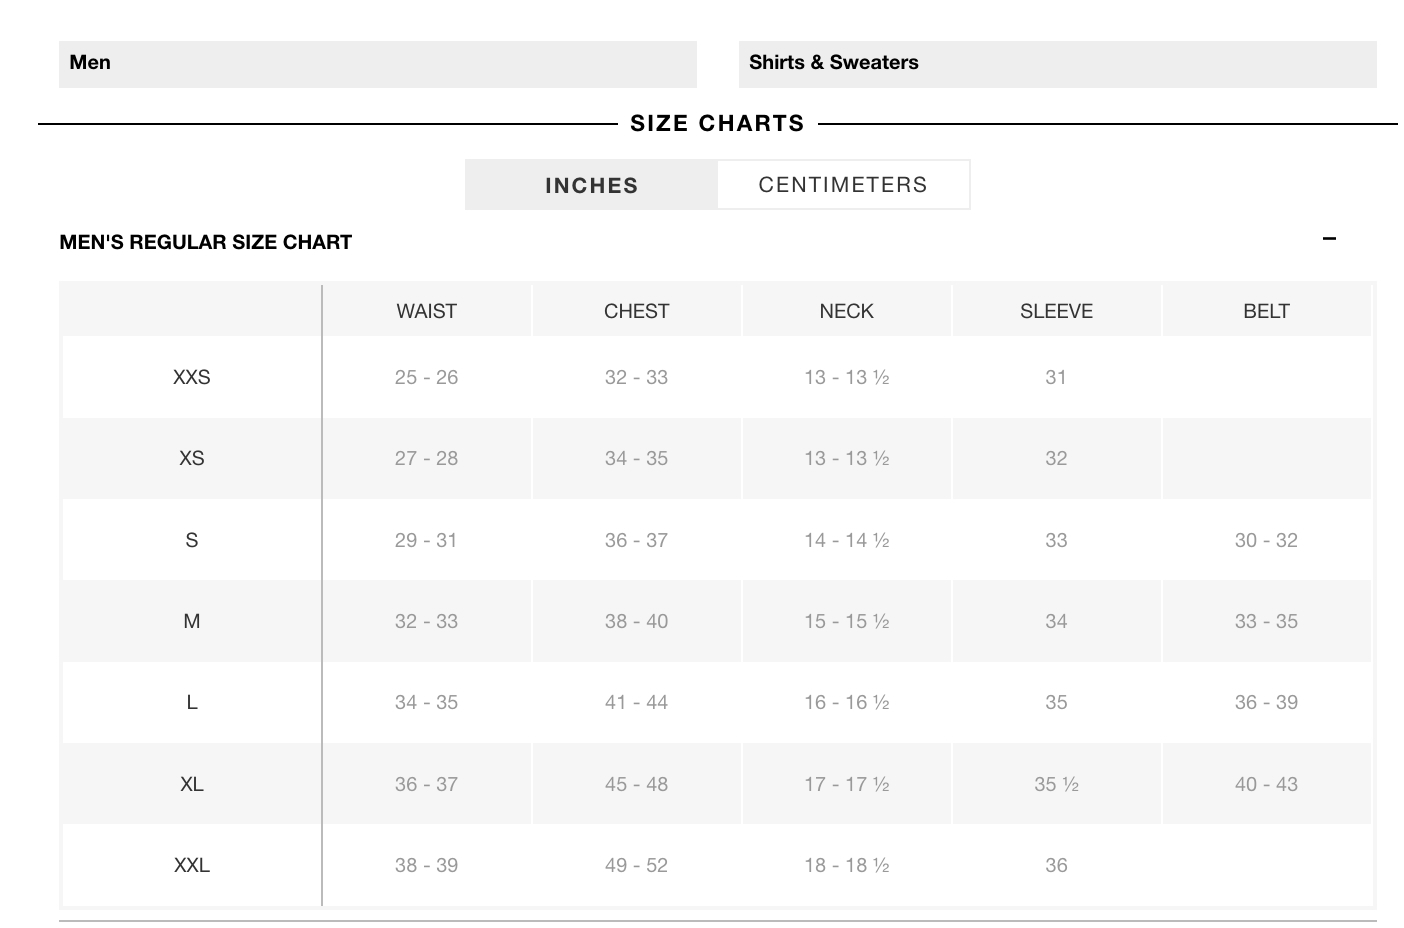 Men
Shirts & Sweaters
SIZE CHARTS
INCHES CENTIMETERS
MEN'S REGULAR SIZE CHART –
WAIST CHEST NECK SLEEVE BELT
XXS 25 - 26 32 - 33 13 - 13 ½ 31
XS 27 - 28 34 - 35 13 - 13 ½ 32
S 29 - 31 36 - 37 14 - 14 ½ 33 30 - 32
M 32 - 33 38 - 40 15 - 15 ½ 34 33 - 35
L 34 - 35 41 - 44 16 - 16 ½ 35 36 - 39
XL 36 - 37 45 - 48 17 - 17 ½ 35 ½ 40 - 43
XXL 38 - 39 49 - 52 18 - 18 ½ 36